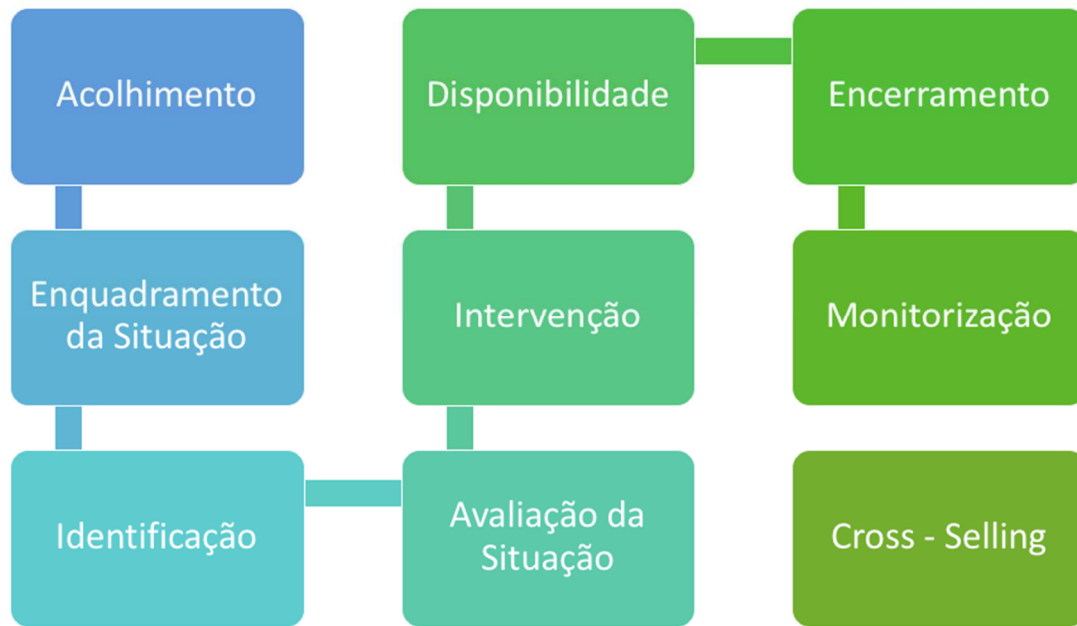 Acolhimento
Enquadramento
da Situação
Identificação
Avaliação da
Situação
Intervenção
Disponibilidade
Encerramento
Monitorização
Cross - Selling